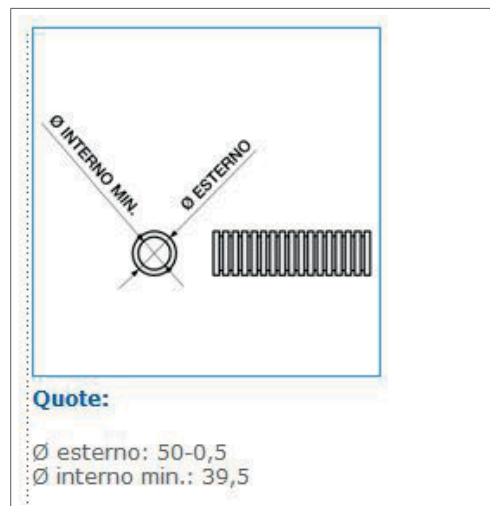 Ø INTERNO MIN.
Ø ESTERNO
Quote:
Ø esterno: 50-0,5
Ø interno min.: 39,5